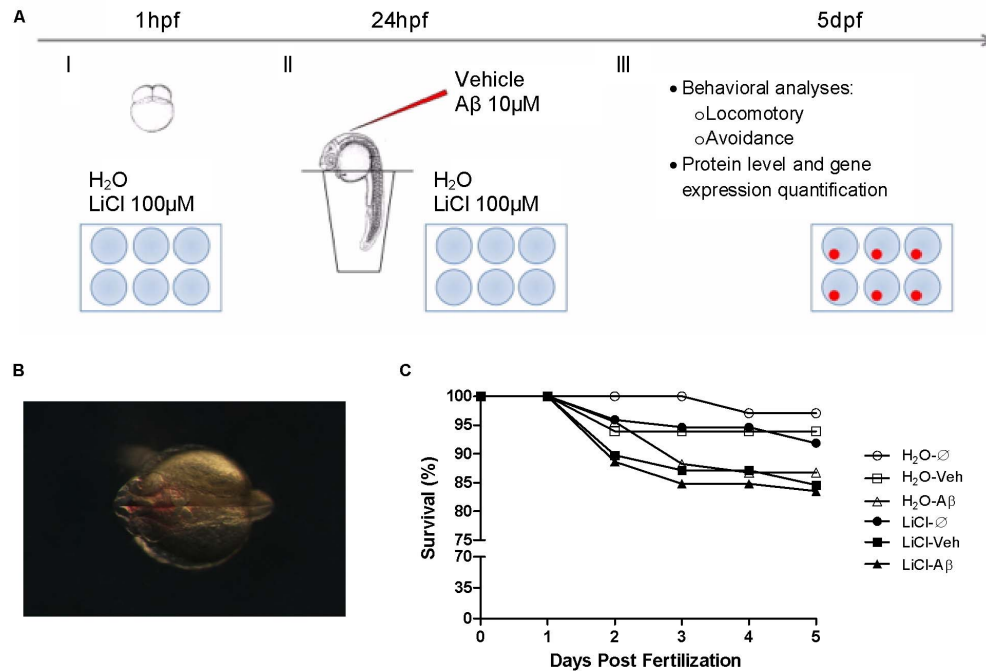 A
1hpf
24hpf
5dpf
I
H₂O
LiCl 100µM
II
Vehicle
Aβ 10µM
H₂O
LiCl 100µM
III
• Behavioral analyses:
○Locomotory
○Avoidance
• Protein level and gene
expression quantification
B
C
Survival (%)
100
95
90
85
80
75
70
35
0
0 1 2 3 4 5
Days Post Fertilization
H₂O-∅
H₂O-Veh
H₂O-Aβ
LiCl-∅
LiCl-Veh
LiCl-Aβ